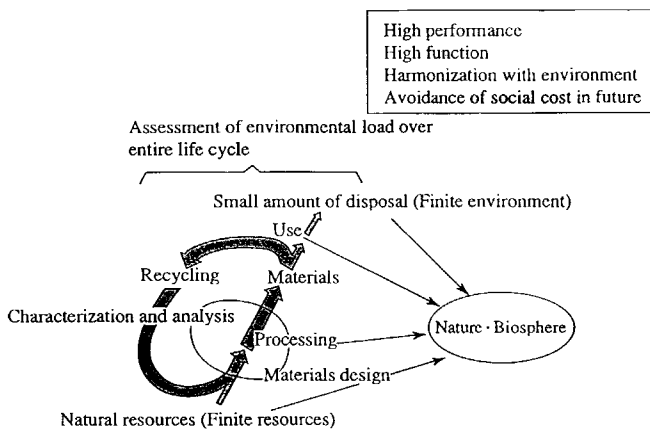 High performance
High function
Harmonization with environment
Avoidance of social cost in future
Assessment of environmental load over
entire life cycle
Small amount of disposal (Finite environment)
Use
Recycling
Materials
Characterization and analysis
Processing
Nature · Biosphere
Materials design
Natural resources (Finite resources)